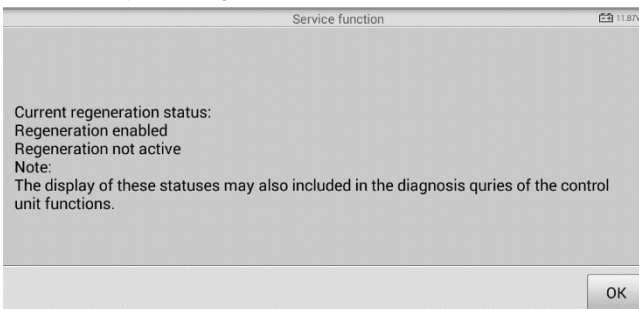 Service function
11.87V
Current regeneration status:
Regeneration enabled
Regeneration not active
Note:
The display of these statuses may also included in the diagnosis quries of the control
unit functions.
OK